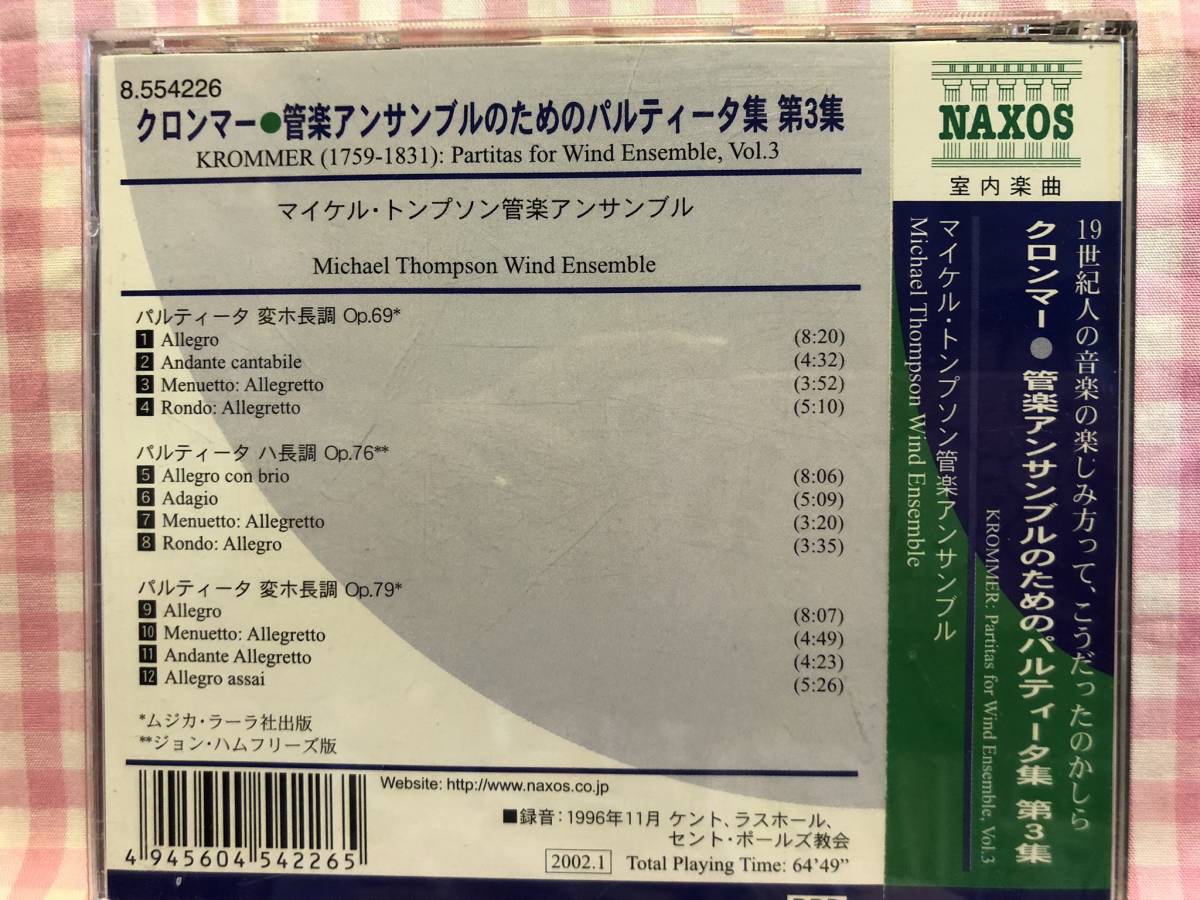 8.554226
クロンマー●管楽アンサンブルのためのパルティータ集 第3集
KROMMER (1759-1831): Partitas for Wind Ensemble, Vol.3
マイケル・トンプソン管楽アンサンブル
Michael Thompson Wind Ensemble
パルティータ 変ホ長調 Op.69*
1 Allegro (8:20)
2 Andante cantabile (4:32)
3 Menuetto: Allegretto (3:52)
4 Rondo: Allegretto (5:10)
パルティータ ハ長調 Op.76**
5 Allegro con brio (8:06)
6 Adagio (5:09)
7 Menuetto: Allegretto (3:20)
8 Rondo: Allegro (3:35)
パルティータ 変ホ長調 Op.79*
9 Allegro (8:07)
10 Menuetto: Allegretto (4:49)
11 Andante Allegretto (4:23)
12 Allegro assai (5:26)
*ムジカ・ラーラ社出版
**ジョン・ハムフリーズ版
4 945604 542265
Website: http://www.naxos.co.jp
■録音：1996年11月 ケント、ラスホール、
セント・ポールズ教会
2002.1 Total Playing Time: 64'49"
NAXOS
室内楽曲
19世紀人の音楽の楽しみ方って、こうだったのかしら
クロンマー● 管楽アンサンブルのためのパルティータ集 第3集
KROMMER: Partitas for Wind Ensemble, Vol.3
マイケル・トンプソン管楽アンサンブル
Michael Thompson Wind Ensemble